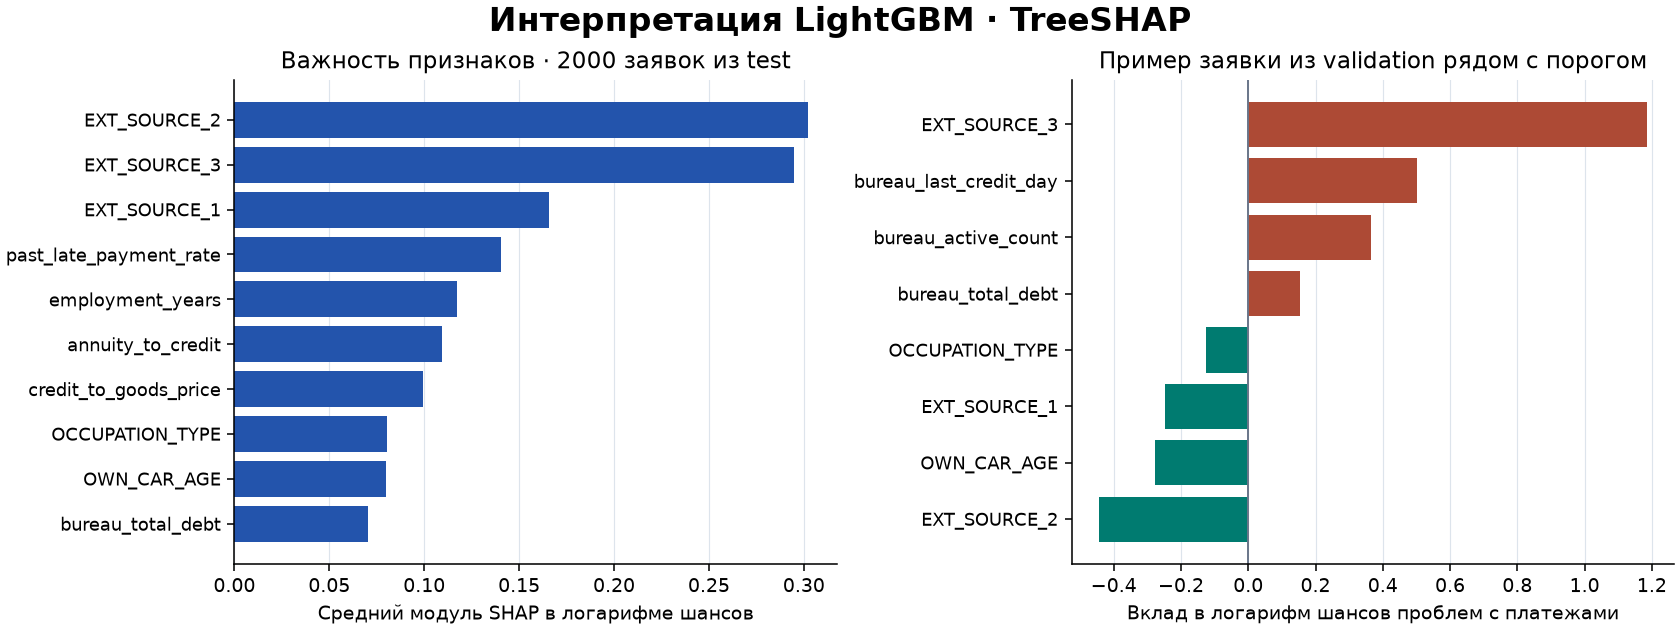 Интерпретация LightGBM · TreeSHAP
Важность признаков · 2000 заявок из test
EXT_SOURCE_2
EXT_SOURCE_3
EXT_SOURCE_1
past_late_payment_rate
employment_years
annuity_to_credit
credit_to_goods_price
OCCUPATION_TYPE
OWN_CAR_AGE
bureau_total_debt
0.00 0.05 0.10 0.15 0.20 0.25 0.30
Средний модуль SHAP в логарифме шансов
Пример заявки из validation рядом с порогом
EXT_SOURCE_3
bureau_last_credit_day
bureau_active_count
bureau_total_debt
OCCUPATION_TYPE
EXT_SOURCE_1
OWN_CAR_AGE
EXT_SOURCE_2
−0.4 −0.2 0.0 0.2 0.4 0.6 0.8 1.0 1.2
Вклад в логарифм шансов проблем с платежами